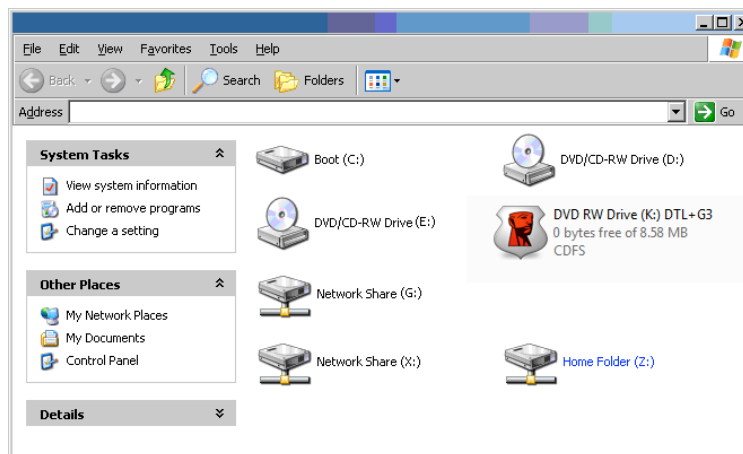 File Edit View Favorites Tools Help
Back Search Folders
Address Go
System Tasks
View system information
Add or remove programs
Change a setting
Other Places
My Network Places
My Documents
Control Panel
Details
Boot (C:)
DVD/CD-RW Drive (D:)
DVD/CD-RW Drive (E:)
DVD RW Drive (K:) DTL+G3
0 bytes free of 8.58 MB
CDFS
Network Share (G:)
Network Share (X:)
Home Folder (Z:)